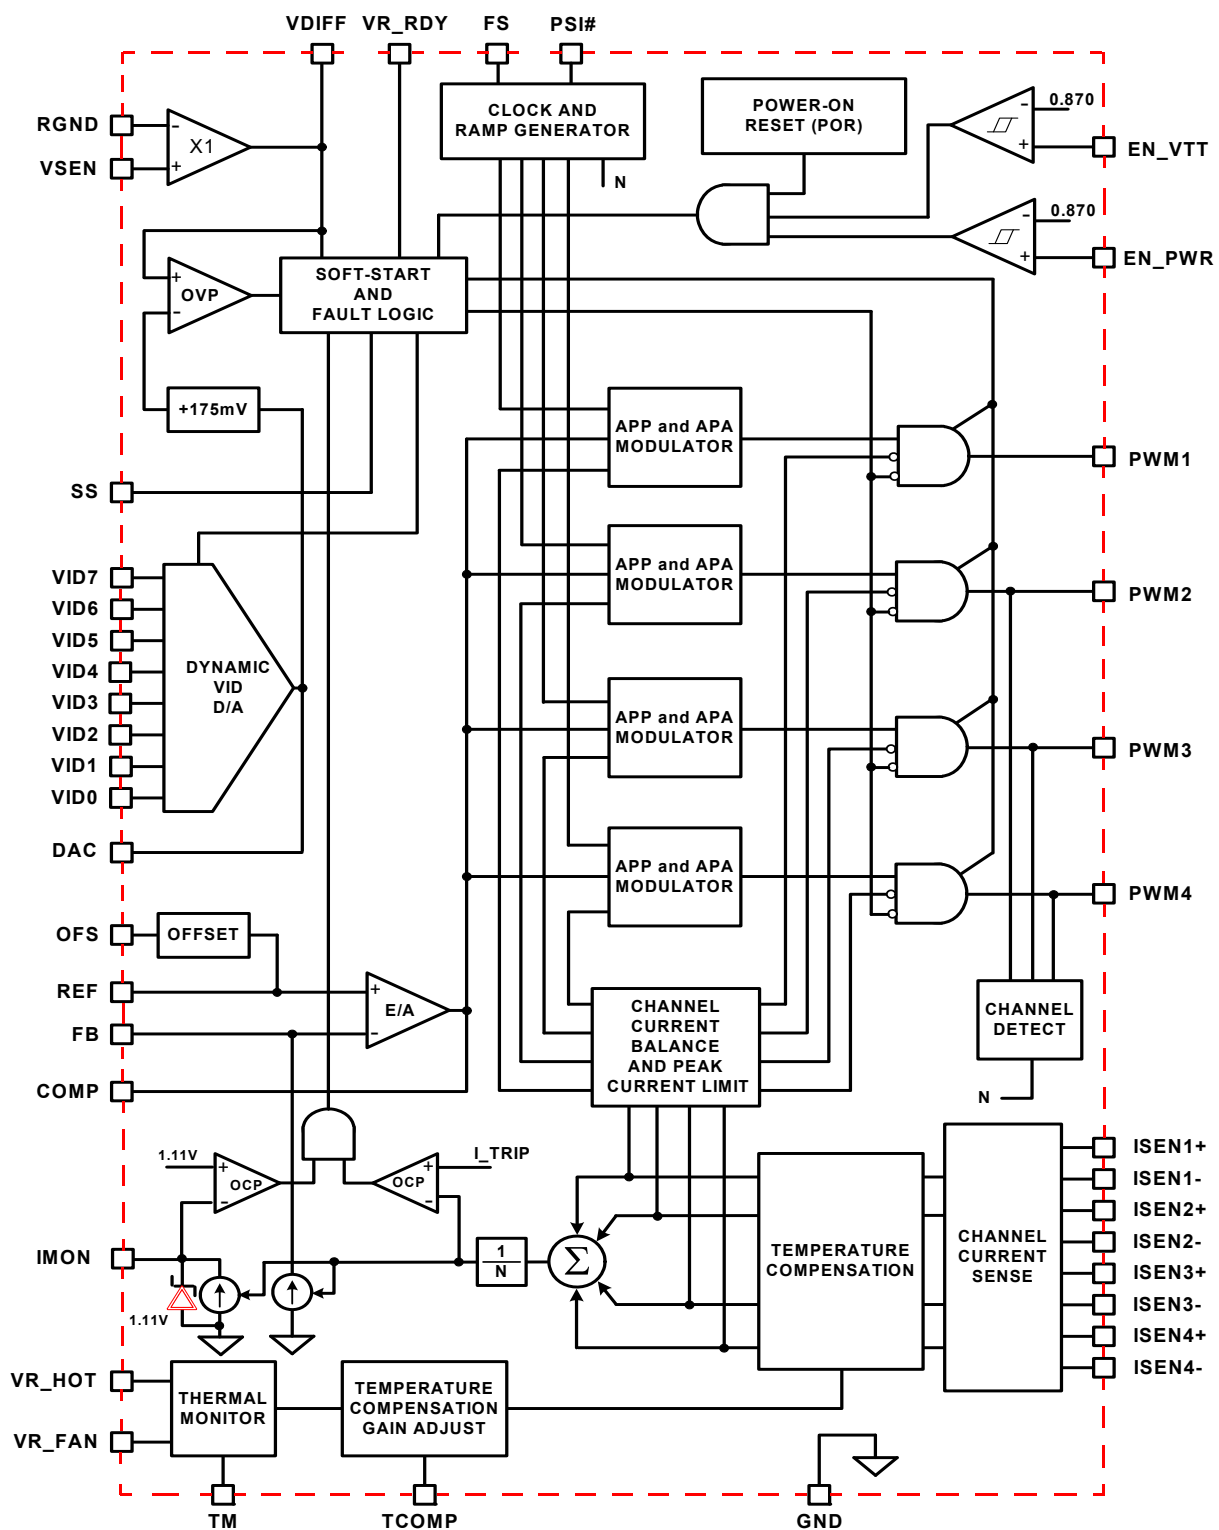 VDIFF
VR_RDY
FS
PSI#
RGND
VSEN
-
+
X1
CLOCK AND
RAMP GENERATOR
N
POWER-ON
RESET (POR)
-
0.870
+
EN_VTT
-
0.870
+
EN_PWR
+
OVP
-
SOFT-START
AND
FAULT LOGIC
+175mV
SS
APP and APA
MODULATOR
PWM1
APP and APA
MODULATOR
PWM2
APP and APA
MODULATOR
PWM3
APP and APA
MODULATOR
PWM4
VID7
VID6
VID5
VID4
VID3
VID2
VID1
VID0
DYNAMIC
VID
D/A
DAC
OFS
OFFSET
REF
FB
+
E/A
-
COMP
CHANNEL
CURRENT
BALANCE
AND PEAK
CURRENT LIMIT
CHANNEL
DETECT
N
1.11V
+
OCP
-
I_TRIP
+
OCP
-
IMON
1.11V
1
N
Σ
TEMPERATURE
COMPENSATION
CHANNEL
CURRENT
SENSE
ISEN1+
ISEN1-
ISEN2+
ISEN2-
ISEN3+
ISEN3-
ISEN4+
ISEN4-
VR_HOT
VR_FAN
THERMAL
MONITOR
TEMPERATURE
COMPENSATION
GAIN ADJUST
TM
TCOMP
GND